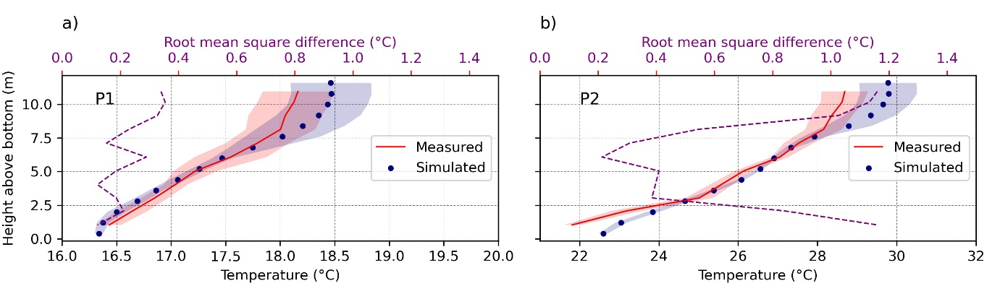 a)
Root mean square difference (°C)
0.0 0.2 0.4 0.6 0.8 1.0 1.2 1.4
Height above bottom (m)
10.0
7.5
5.0
2.5
0.0
P1
Measured
Simulated
16.0 16.5 17.0 17.5 18.0 18.5 19.0 19.5 20.0
Temperature (°C)
b)
Root mean square difference (°C)
0.0 0.2 0.4 0.6 0.8 1.0 1.2 1.4
P2
Measured
Simulated
22 24 26 28 30 32
Temperature (°C)